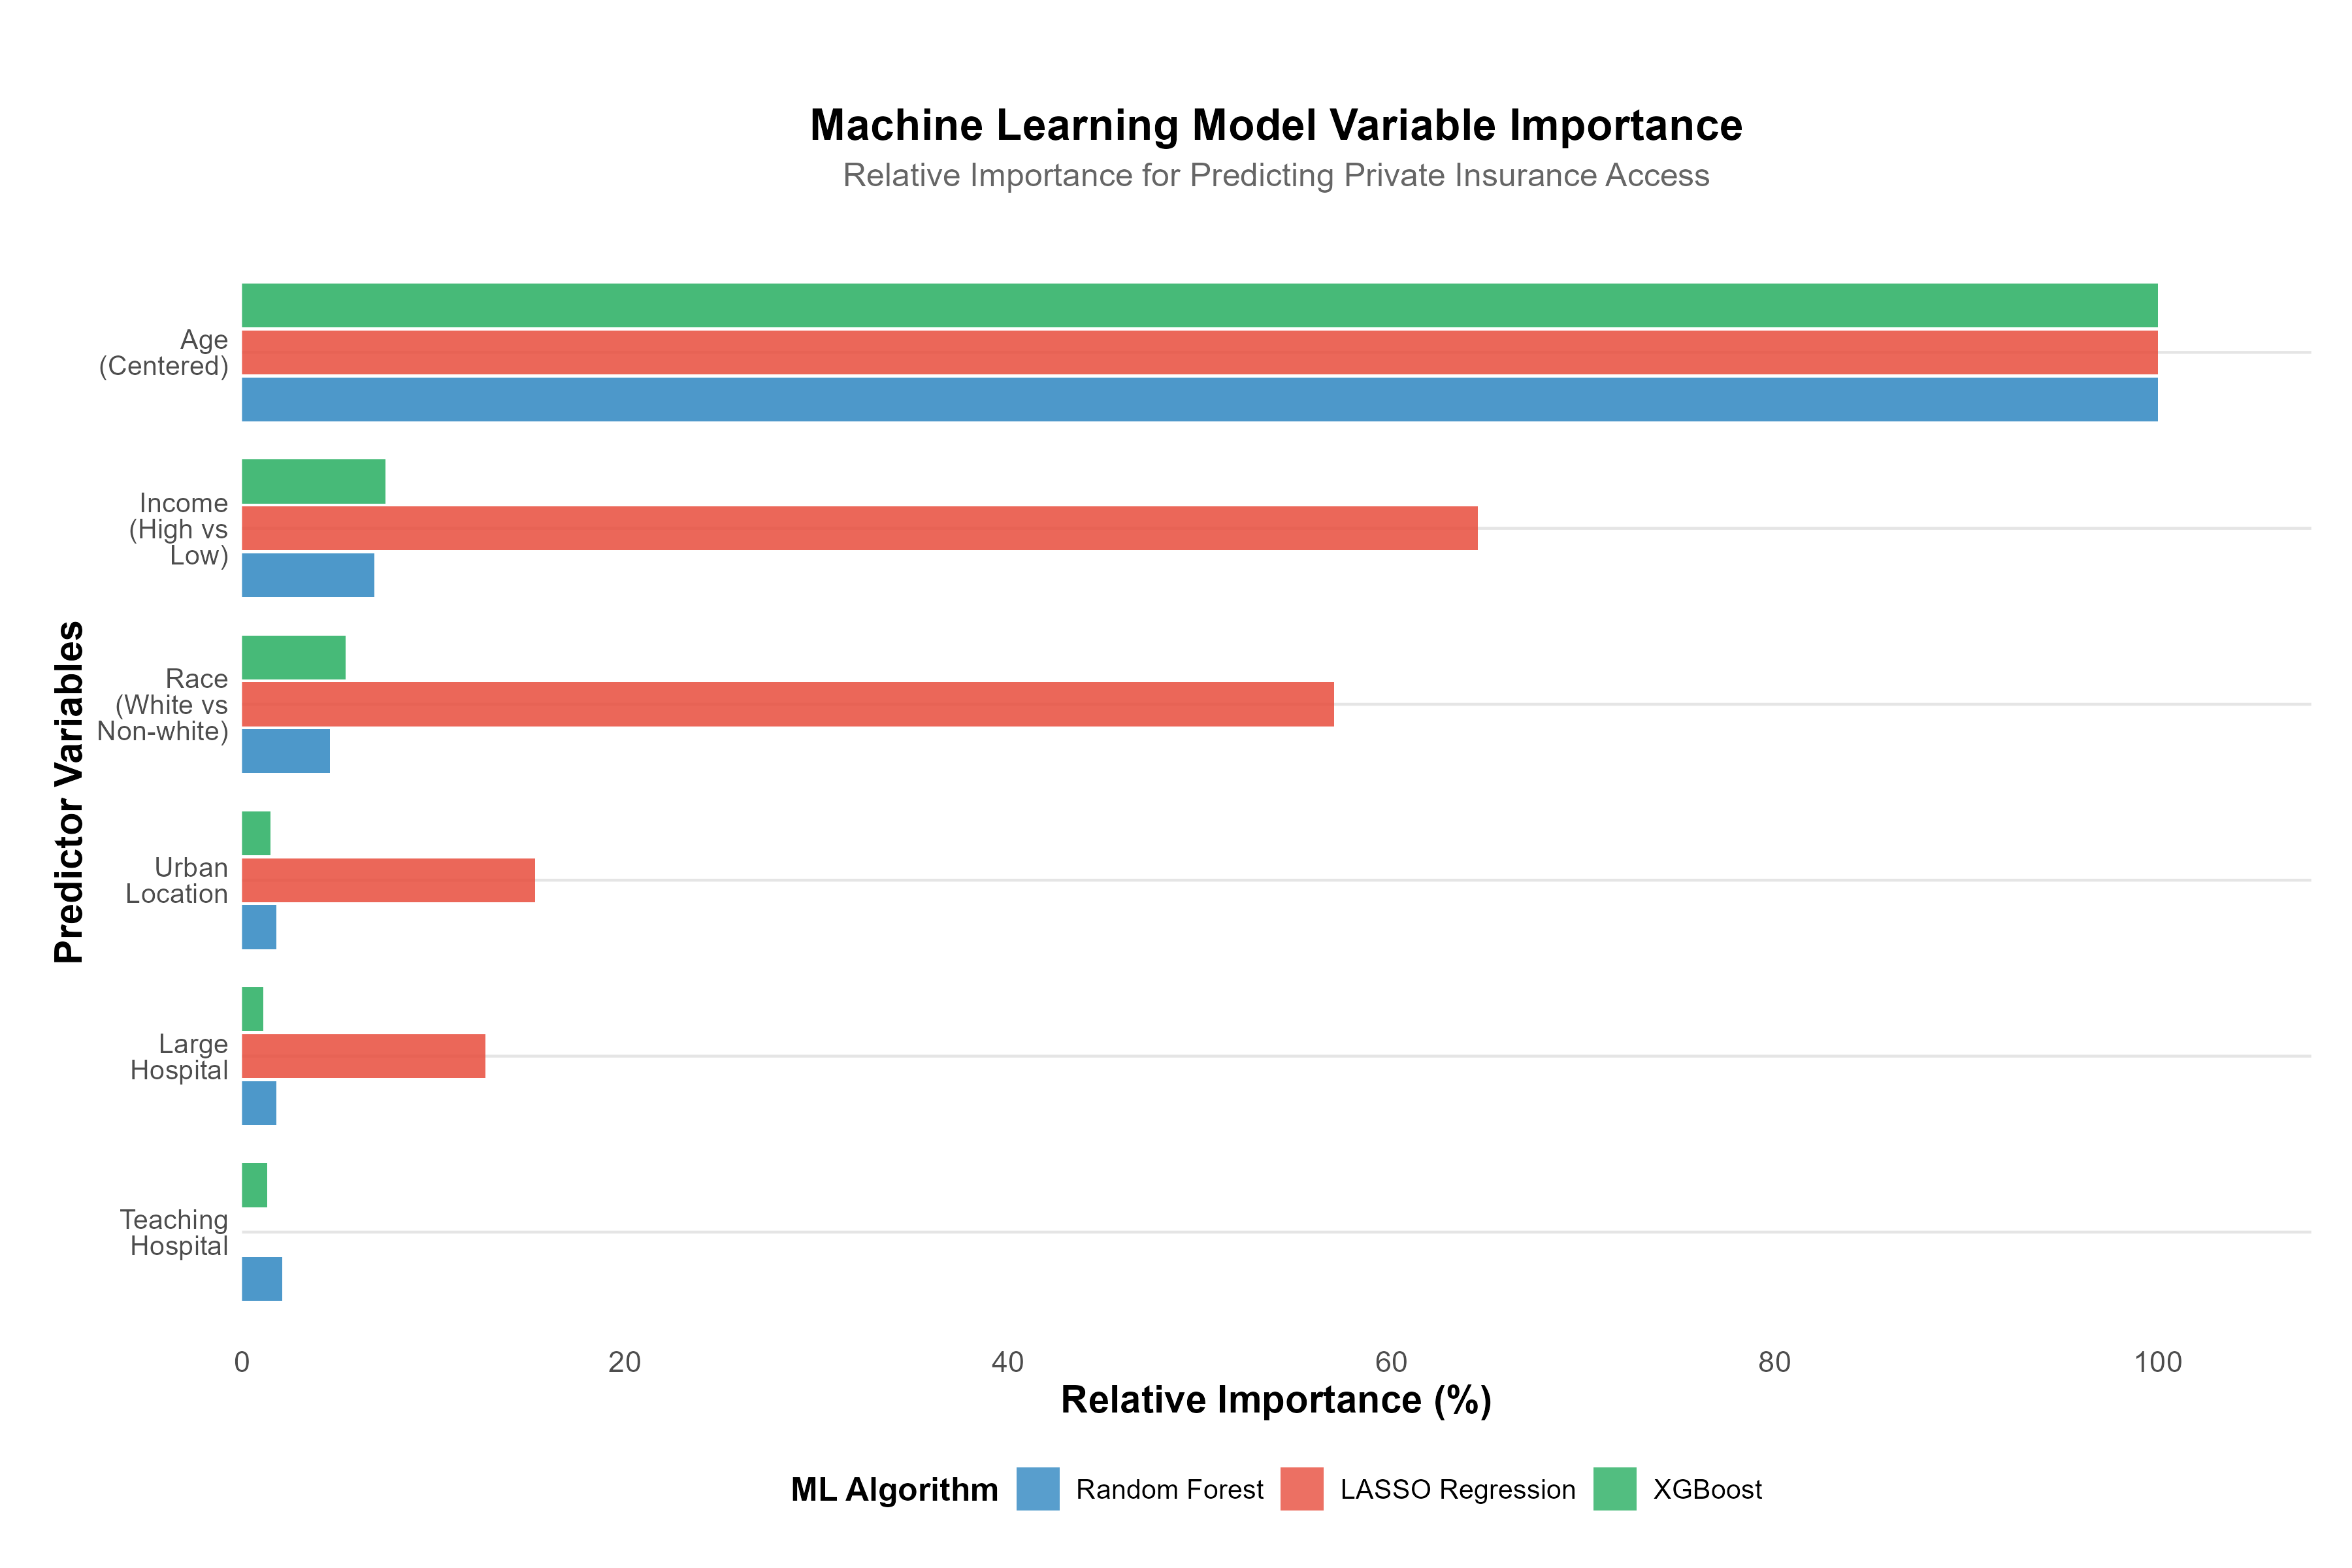 Machine Learning Model Variable Importance
Relative Importance for Predicting Private Insurance Access
Predictor Variables
Age
(Centered)
Income
(High vs
Low)
Race
(White vs
Non-white)
Urban
Location
Large
Hospital
Teaching
Hospital
0 20 40 60 80 100
Relative Importance (%)
ML Algorithm Random Forest LASSO Regression XGBoost